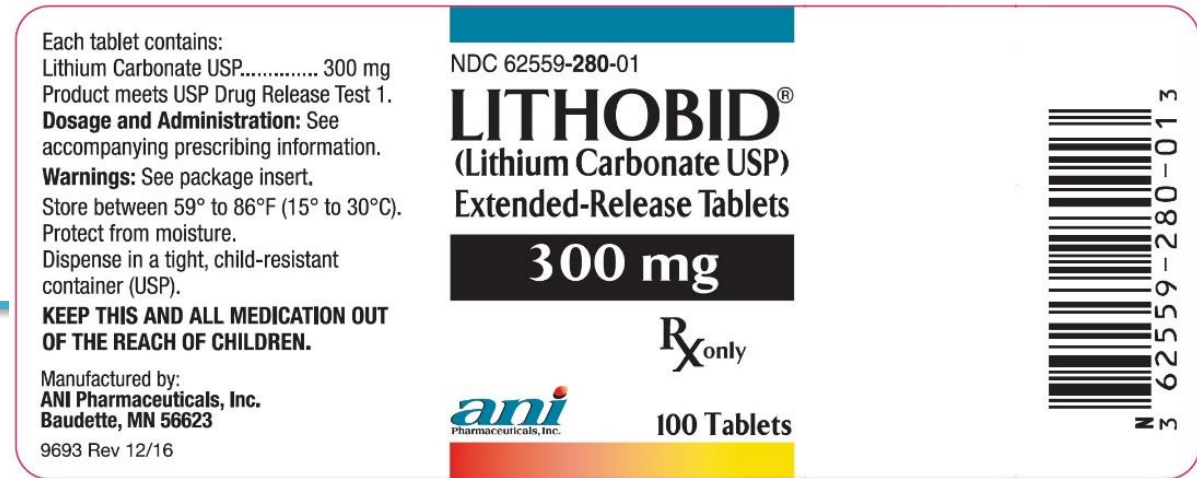 Each tablet contains:
Lithium Carbonate USP.............. 300 mg
Product meets USP Drug Release Test 1.
Dosage and Administration: See
accompanying prescribing information.
Warnings: See package insert.
Store between 59° to 86°F (15° to 30°C).
Protect from moisture.
Dispense in a tight, child-resistant
container (USP).
KEEP THIS AND ALL MEDICATION OUT
OF THE REACH OF CHILDREN.
Manufactured by:
ANI Pharmaceuticals, Inc.
Baudette, MN 56623
9693 Rev 12/16
NDC 62559-280-01
LITHOBID®
(Lithium Carbonate USP)
Extended-Release Tablets
300 mg
Rx only
ani
Pharmaceuticals, Inc.
100 Tablets
N
3 62559-280-01 3